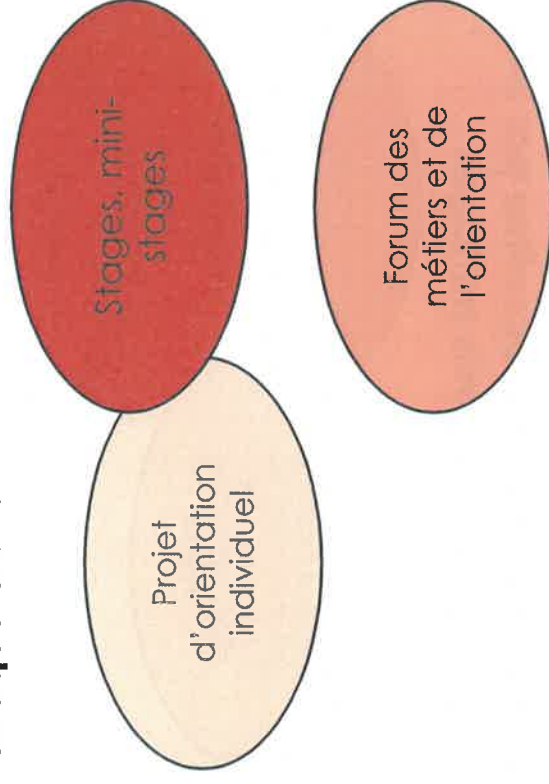 Stages, mini-
stages
Projet
d'orientation
individuel
Forum des
métiers et de
l'orientation